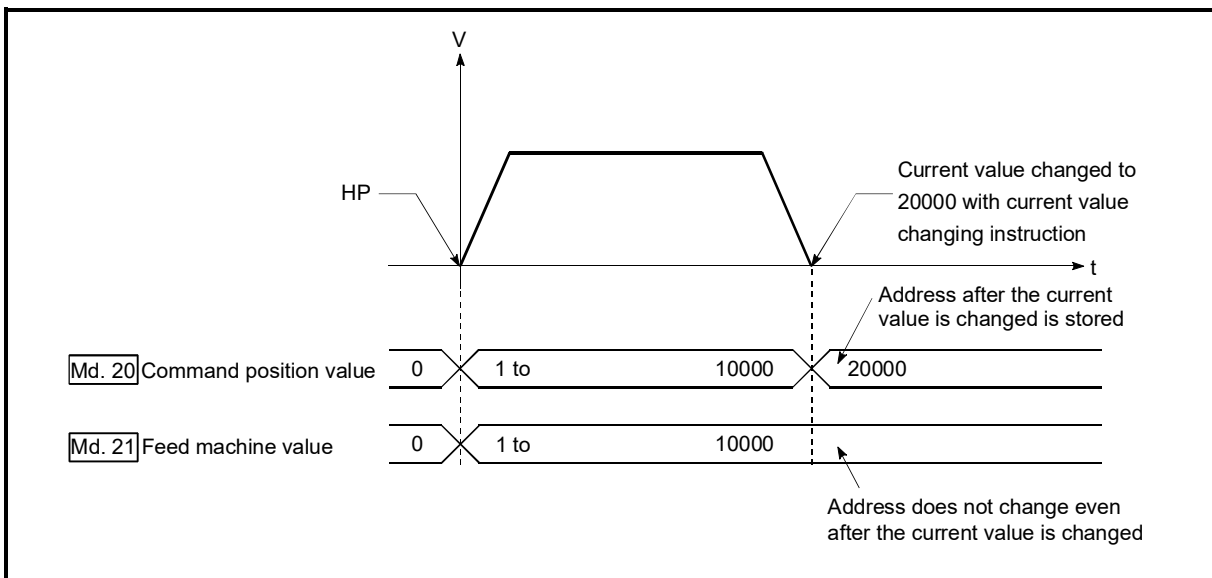 V
HP
Current value changed to
20000 with current value
changing instruction
t
Address after the current
value is changed is stored
Md. 20 Command position value 0 1 to 10000 20000
Md. 21 Feed machine value 0 1 to 10000
Address does not change even
after the current value is changed